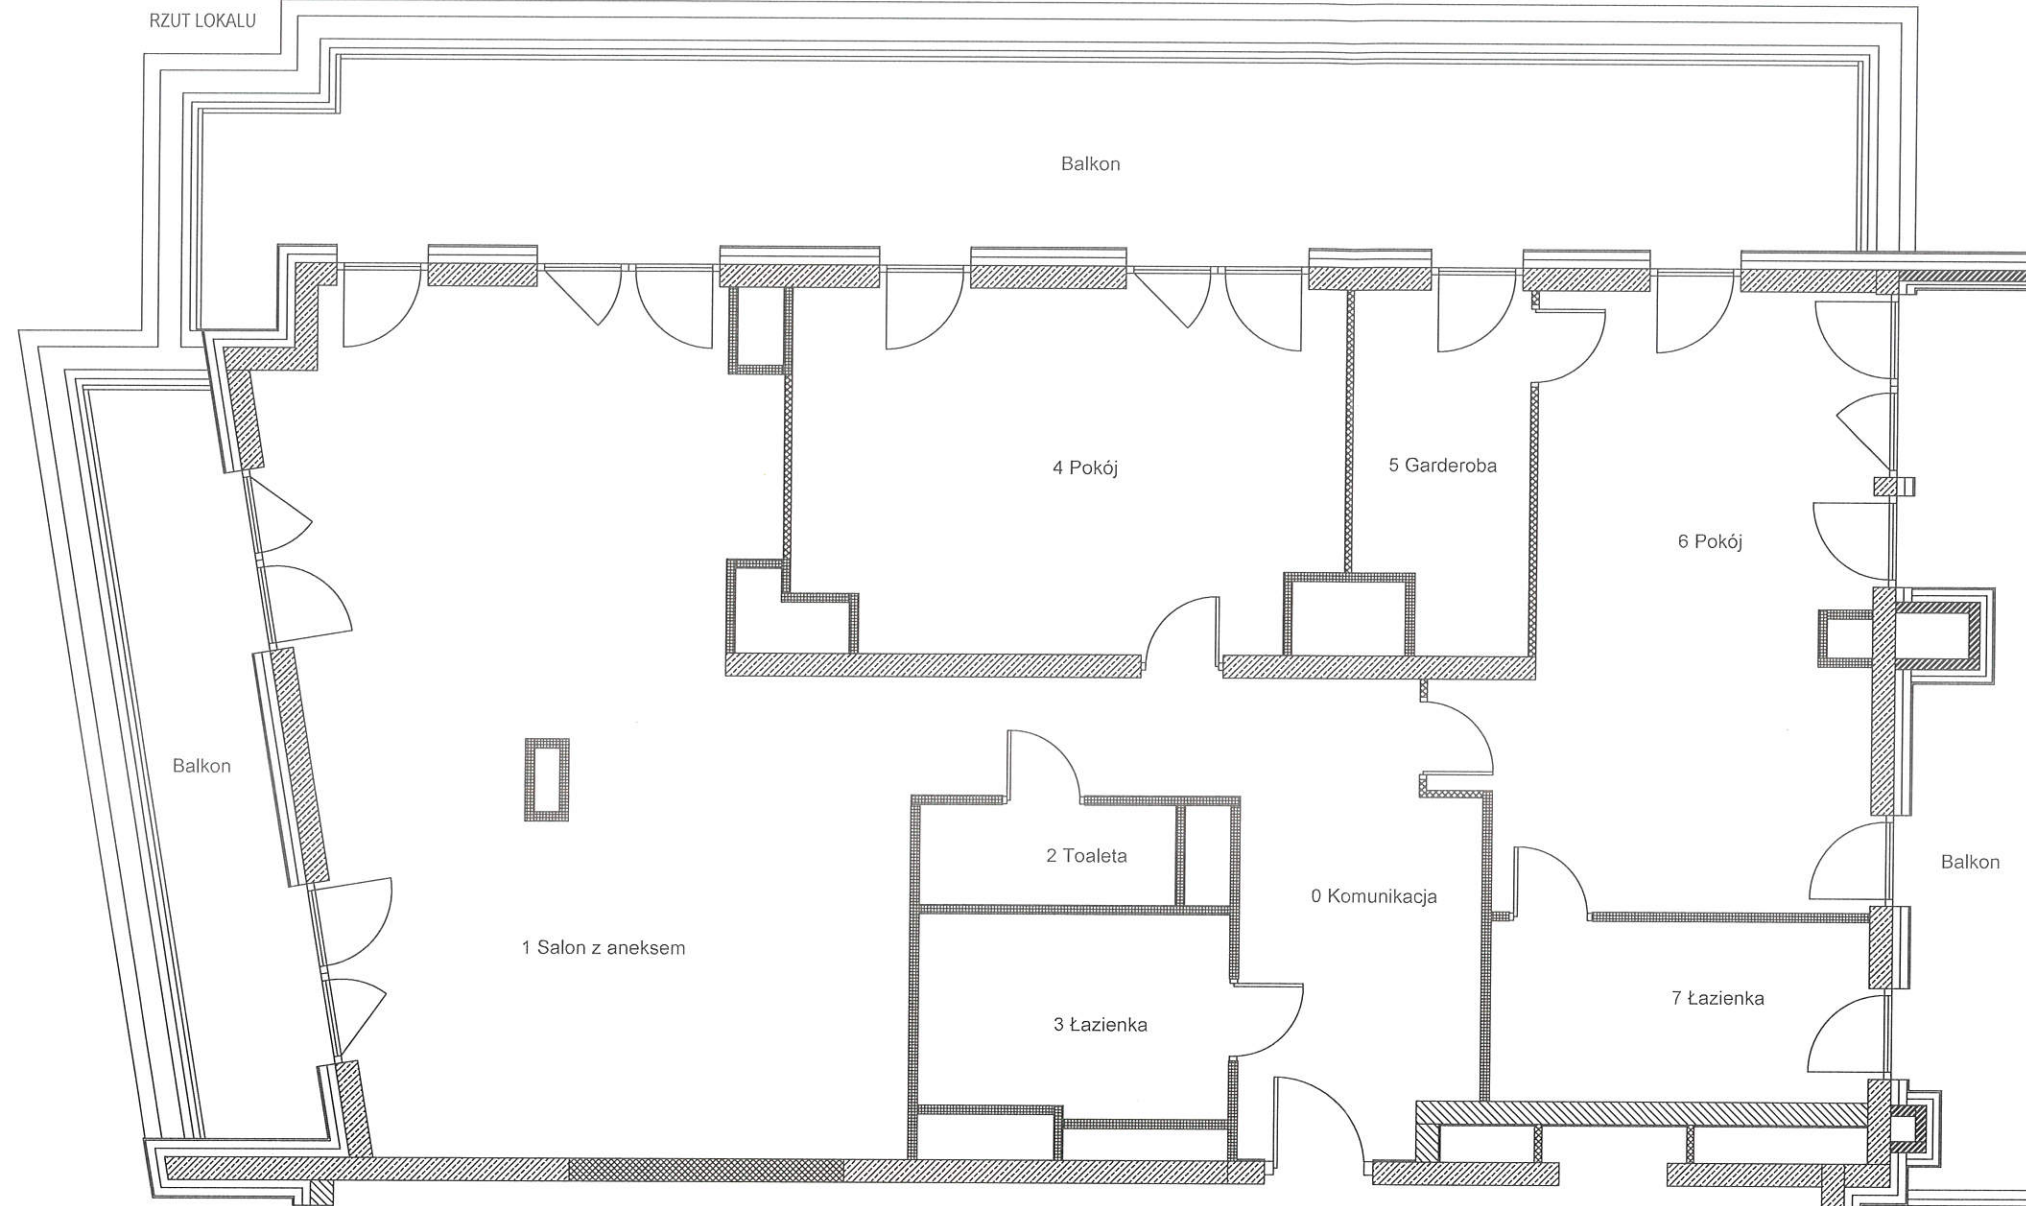 RZUT LOKALU
Balkon
4 Pokój
5 Garderoba
6 Pokój
Balkon
2 Toaleta
0 Komunikacja
Balkon
1 Salon z aneksem
3 Łazienka
7 Łazienka